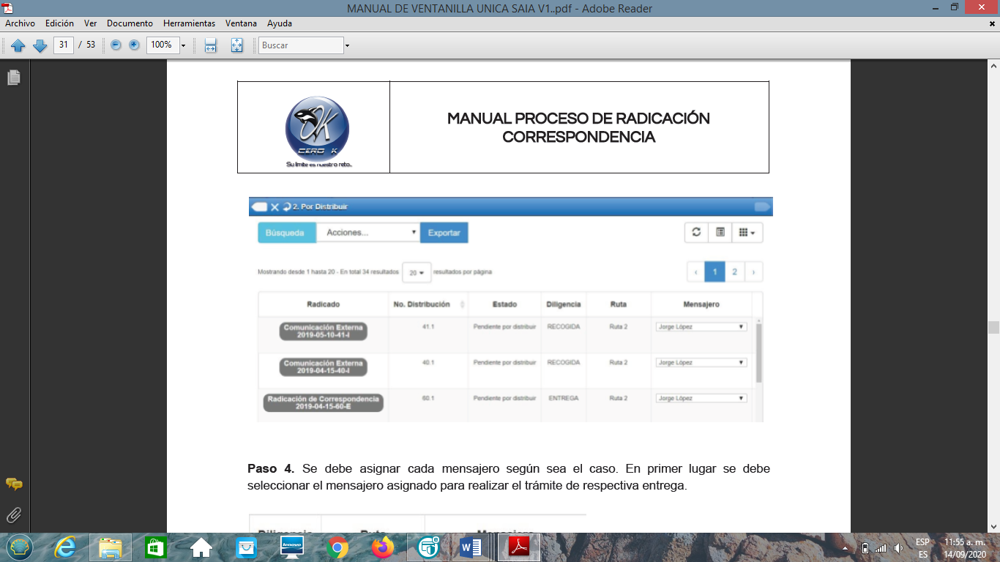 MANUAL DE VENTANILLA UNICA SAIA V1..pdf - Adobe Reader
Archivo Edición Ver Documento Herramientas Ventana Ayuda
31 / 53 100% Buscar
MANUAL PROCESO DE RADICACIÓN
CORRESPONDENCIA
OK
CERO K
Su límite es nuestro reto..
2. Por Distribuir
Búsqueda Acciones... Exportar
Mostrando desde 1 hasta 20 - En total 34 resultados 20 resultados por página
‹ 1 2 ›
Radicado No. Distribución Estado Diligencia Ruta Mensajero
Comunicación Externa
2019-05-10-41-I
41.1 Pendiente por distribuir RECOGIDA Ruta 2 Jorge López
Comunicación Externa
2019-04-15-40-I
40.1 Pendiente por distribuir RECOGIDA Ruta 2 Jorge López
Radicación de Correspondencia
2019-04-15-60-E
60.1 Pendiente por distribuir ENTREGA Ruta 2 Jorge López
Paso 4. Se debe asignar cada mensajero según sea el caso. En primer lugar se debe
seleccionar el mensajero asignado para realizar el trámite de respectiva entrega.
Diligencia Ruta Mensajero
lenovo
8
ESP 11:55 a. m.
ES 14/09/2020